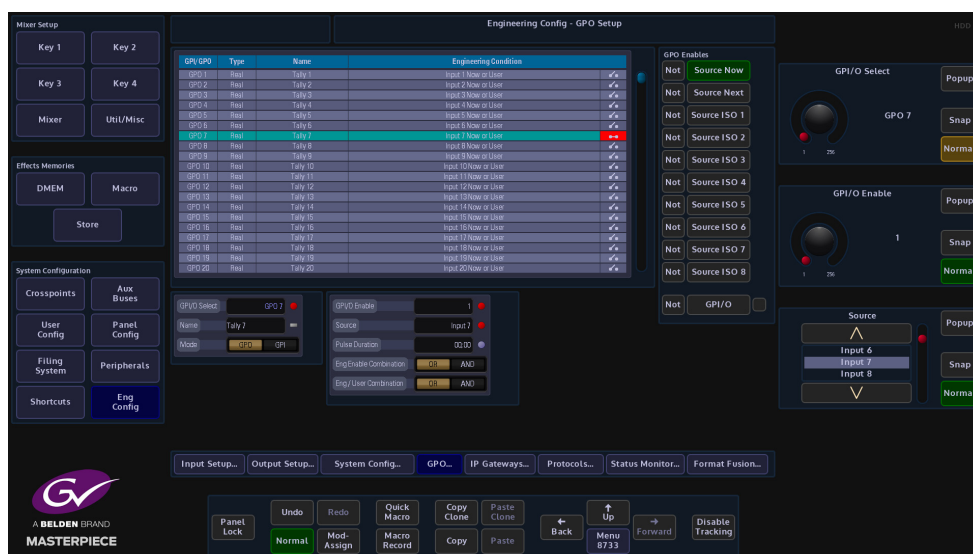 Mixer Setup
Engineering Config - GPO Setup
HDD
Key 1
Key 2
Key 3
Key 4
Mixer
Util/Misc
Effects Memories
DMEM
Macro
Store
System Configuration
Crosspoints
Aux
Buses
User
Config
Panel
Config
Filing
System
Peripherals
Shortcuts
Eng
Config
GPI/GPO Type Name Engineering Condition
GPO 1 Real Tally 1 Input 1 Now or User
GPO 2 Real Tally 2 Input 2 Now or User
GPO 3 Real Tally 3 Input 3 Now or User
GPO 4 Real Tally 4 Input 4 Now or User
GPO 5 Real Tally 5 Input 5 Now or User
GPO 6 Real Tally 6 Input 6 Now or User
GPO 7 Real Tally 7 Input 7 Now or User
GPO 8 Real Tally 8 Input 8 Now or User
GPO 9 Real Tally 9 Input 9 Now or User
GPO 10 Real Tally 10 Input 10 Now or User
GPO 11 Real Tally 11 Input 11 Now or User
GPO 12 Real Tally 12 Input 12 Now or User
GPO 13 Real Tally 13 Input 13 Now or User
GPO 14 Real Tally 14 Input 14 Now or User
GPO 15 Real Tally 15 Input 15 Now or User
GPO 16 Real Tally 16 Input 16 Now or User
GPO 17 Real Tally 17 Input 17 Now or User
GPO 18 Real Tally 18 Input 18 Now or User
GPO 19 Real Tally 19 Input 19 Now or User
GPO 20 Real Tally 20 Input 20 Now or User
GPI/O Select GPO 7
Name Tally 7
Mode GPO GPI
GPI/O Enable 1
Source Input 7
Pulse Duration 00:00
Eng Enable Combination OR AND
Eng / User Combination OR AND
GPO Enables
Not Source Now
Not Source Next
Not Source ISO 1
Not Source ISO 2
Not Source ISO 3
Not Source ISO 4
Not Source ISO 5
Not Source ISO 6
Not Source ISO 7
Not Source ISO 8
Not GPI/O
GPI/O Select
GPO 7
1 256
Popup
Snap
Norma
GPI/O Enable
1
1 256
Popup
Snap
Norma
Source
Input 6
Input 7
Input 8
Popup
Snap
Norma
Input Setup... Output Setup... System Config... GPO... IP Gateways... Protocols... Status Monitor... Format Fusion...
GV
A BELDEN BRAND
MASTERPIECE
Panel
Lock
Undo
Redo
Normal
Mod-
Assign
Quick
Macro
Macro
Record
Copy
Clone
Paste
Clone
Copy
Paste
Back
Up
Menu
8733
Forward
Disable
Tracking